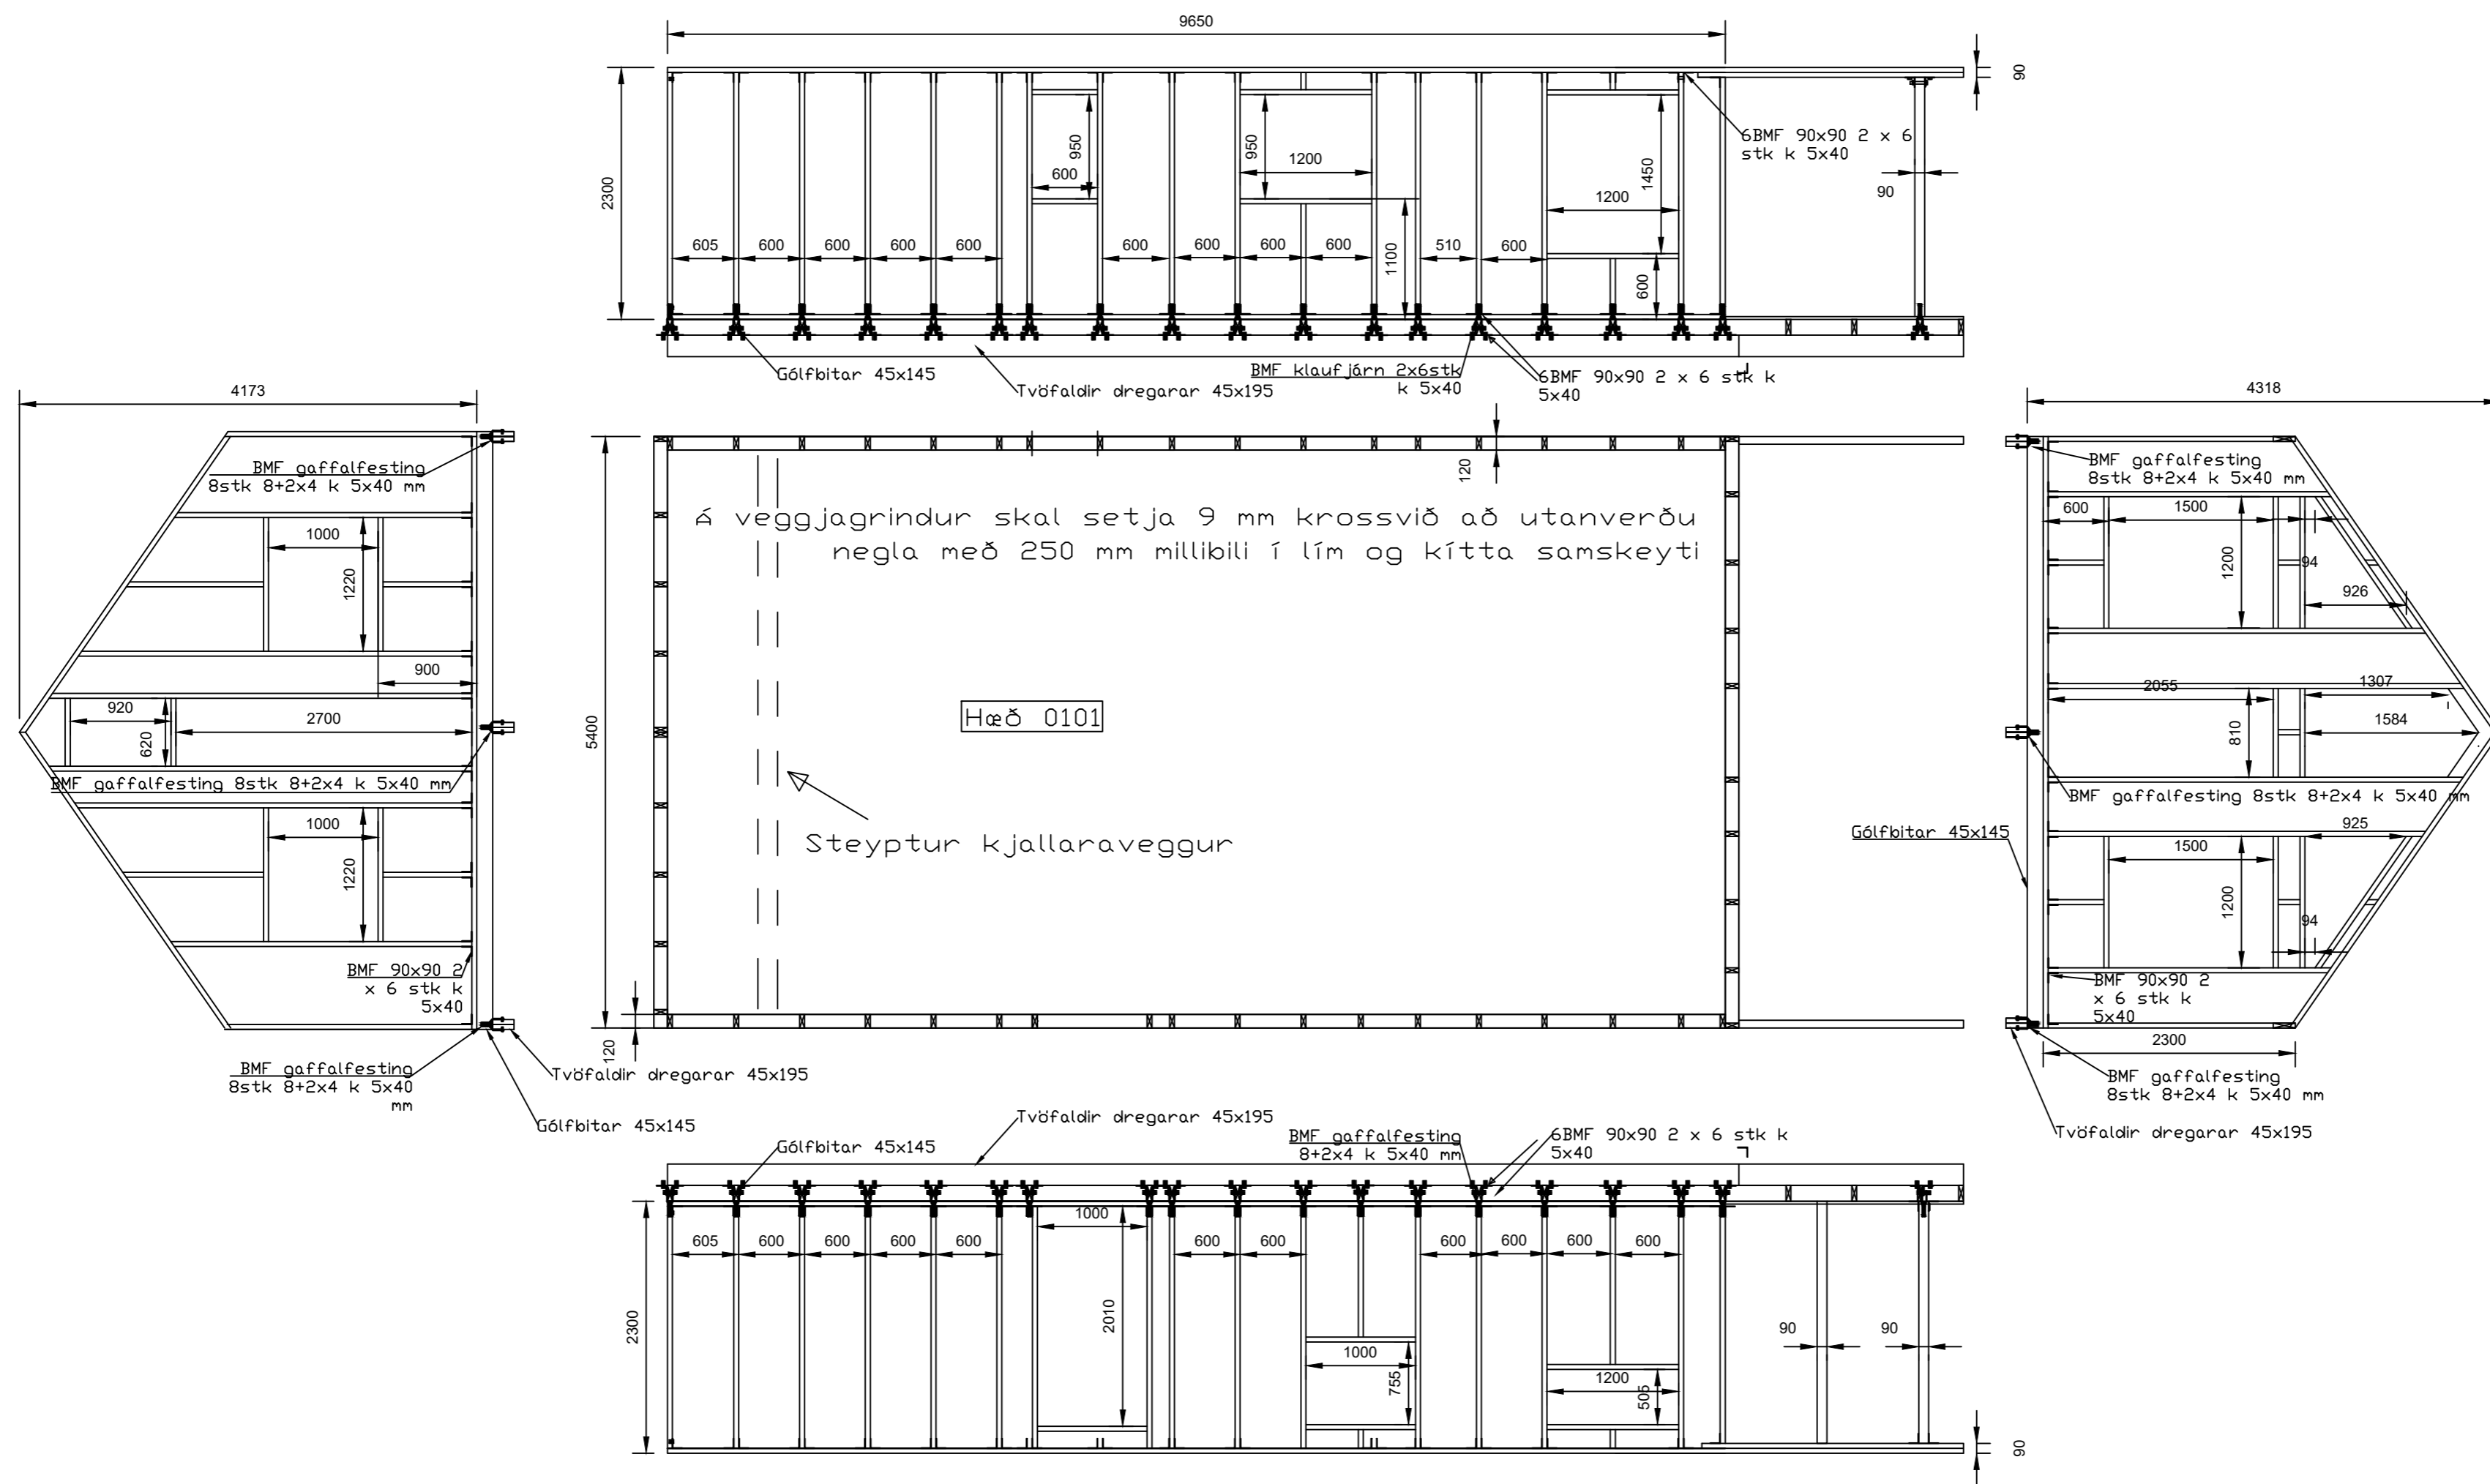 9650
90
2300
950
600
950
1200
1450
1200
90
6BMF 90x90 2 x 6
stk k 5x40
605
600
600
600
600
600
600
600
600
1100
510
600
600
Gólfbitar 45x145
Tvöfaldir dregarar 45x195
BMF klaufjárn 2x6stk
k 5x40
6BMF 90x90 2 x 6 stk k
5x40
4173
BMF gaffalfesting
8stk 8+2x4 k 5x40 mm
1000
1220
900
920
620
2700
BMF gaffalfesting 8stk 8+2x4 k 5x40 mm
1000
1220
BMF 90x90 2
x 6 stk k
5x40
BMF gaffalfesting
8stk 8+2x4 k 5x40
mm
Tvöfaldir dregarar 45x195
Gólfbitar 45x145
5400
120
120
Á veggjagrindur skal setja 9 mm krossvið að utanverðu
negla með 250 mm millibili í lím og kítta samskeyti
Hæð 0101
Steyptur kjallaraveggur
4318
BMF gaffalfesting
8stk 8+2x4 k 5x40 mm
600
1500
1200
94
926
2055
1307
810
1584
BMF gaffalfesting 8stk 8+2x4 k 5x40 mm
Gólfbitar 45x145
925
1500
1200
94
BMF 90x90 2
x 6 stk k
5x40
2300
BMF gaffalfesting
8stk 8+2x4 k 5x40 mm
Tvöfaldir dregarar 45x195
Tvöfaldir dregarar 45x195
Gólfbitar 45x145
BMF gaffalfesting
8+2x4 k 5x40 mm
6BMF 90x90 2 x 6 stk k
5x40
2300
605
600
600
600
600
1000
2010
600
600
600
600
600
600
1000
755
1200
505
90
90
90